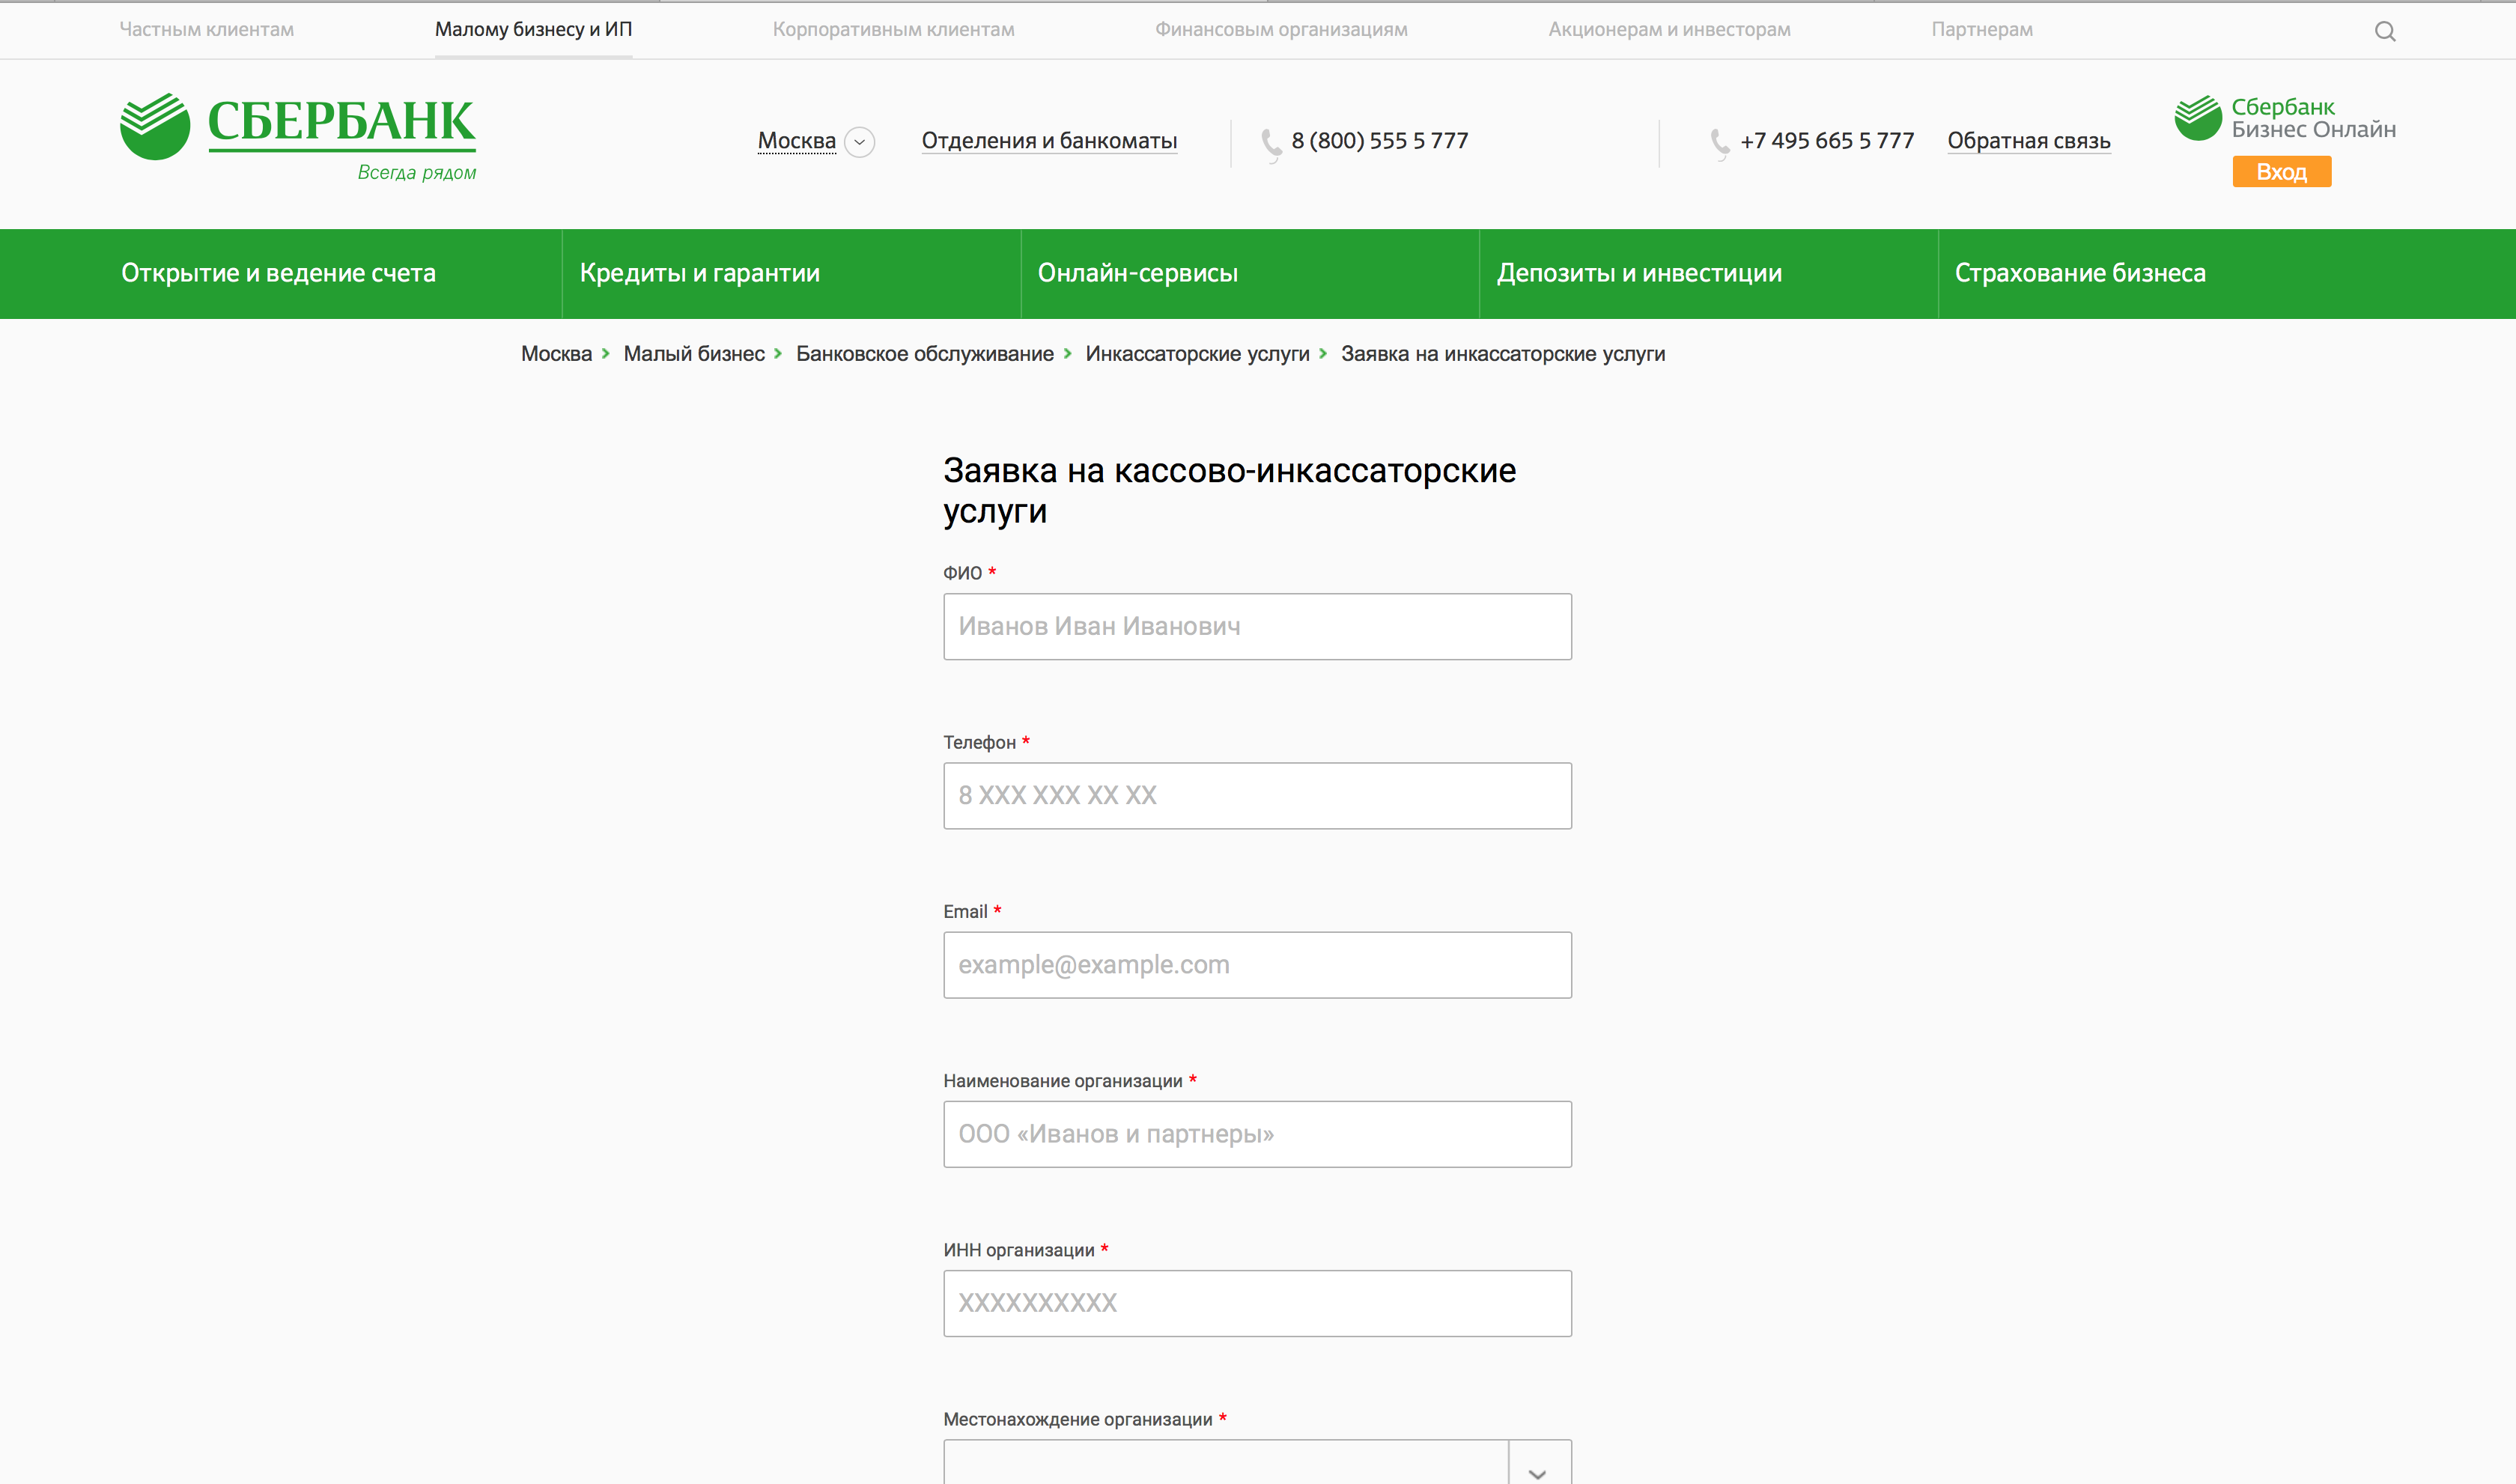 Частным клиентам Малому бизнесу и ИП Корпоративным клиентам Финансовым организациям Акционерам и инвесторам Партнерам
СБЕРБАНК
Всегда рядом
Москва Отделения и банкоматы 8 (800) 555 5 777 +7 495 665 5 777 Обратная связь
Сбербанк
Бизнес Онлайн
Вход
Открытие и ведение счета Кредиты и гарантии Онлайн-сервисы Депозиты и инвестиции Страхование бизнеса
Москва Малый бизнес Банковское обслуживание Инкассаторские услуги Заявка на инкассаторские услуги
Заявка на кассово-инкассаторские
услуги
ФИО *
Иванов Иван Иванович
Телефон *
8 XXX XXX XX XX
Email *
example@example.com
Наименование организации *
ООО «Иванов и партнеры»
ИНН организации *
XXXXXXXXXX
Местонахождение организации *